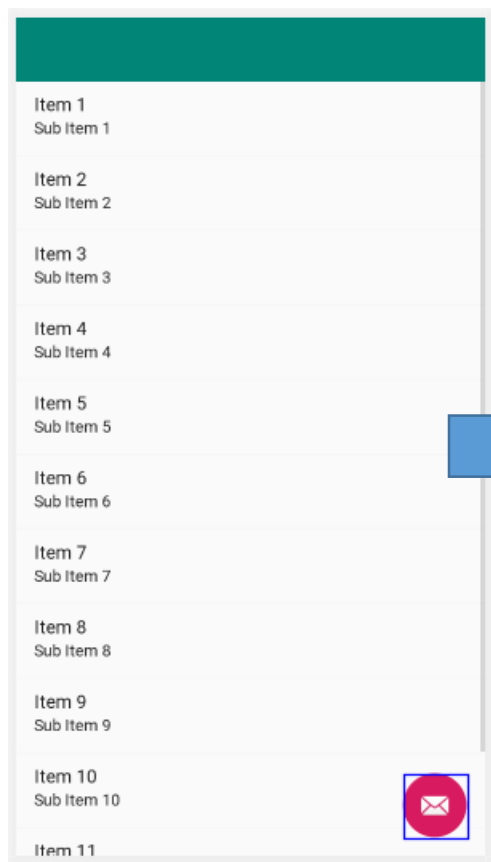 Item 1
Sub Item 1
Item 2
Sub Item 2
Item 3
Sub Item 3
Item 4
Sub Item 4
Item 5
Sub Item 5
Item 6
Sub Item 6
Item 7
Sub Item 7
Item 8
Sub Item 8
Item 9
Sub Item 9
Item 10
Sub Item 10
Item 11